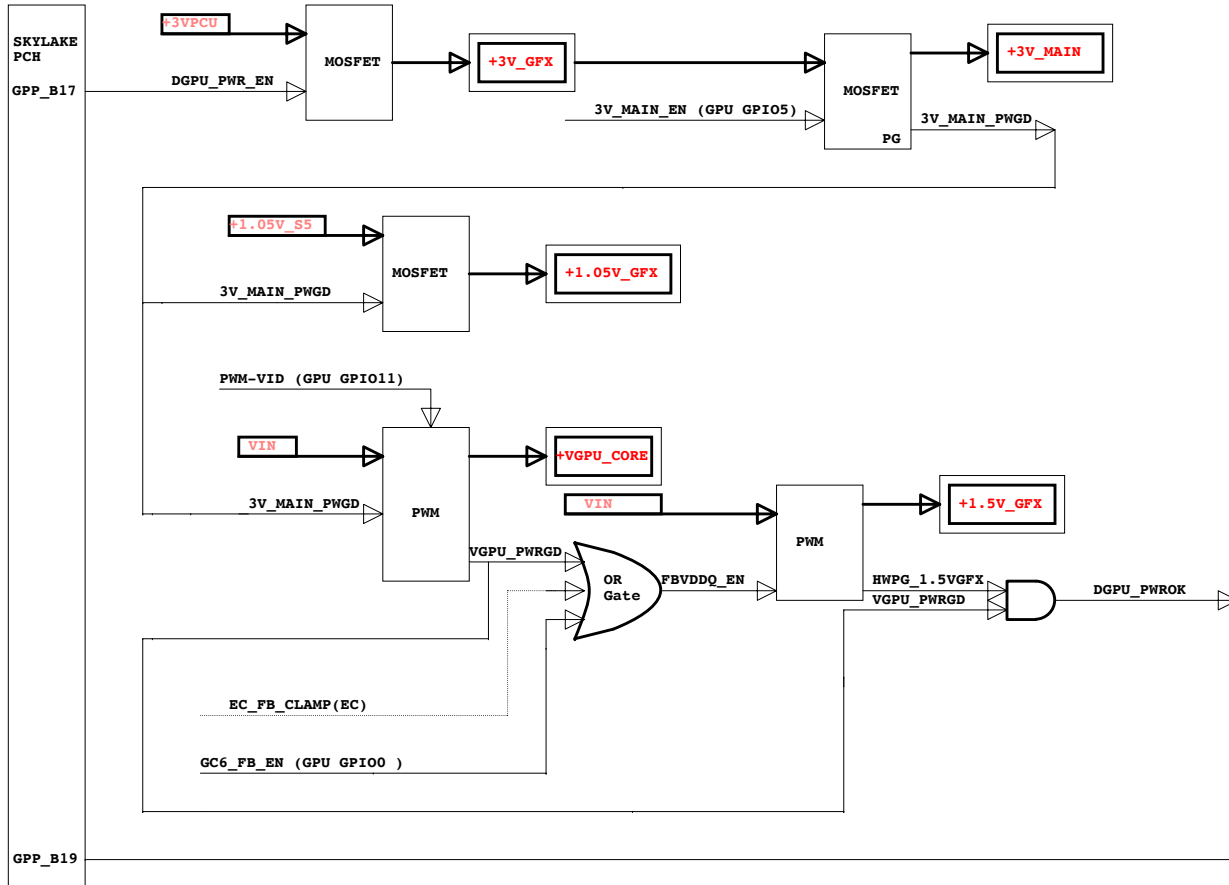 SKYLAKE
PCH
GPP_B17
+3VPCU
DGPU_PWR_EN
MOSFET
+3V_GFX
3V_MAIN_EN (GPU GPIO5)
MOSFET
PG
+3V_MAIN
3V_MAIN_PWGD
+1.05V_S5
MOSFET
+1.05V_GFX
3V_MAIN_PWGD
PWM-VID (GPU GPIO11)
VIN
+VGPU_CORE
3V_MAIN_PWGD
PWM
VIN
PWM
+1.5V_GFX
VGPU_PWRGD
OR
Gate
FBVDDQ_EN
HWPG_1.5VGFX
VGPU_PWRGD
DGPU_PWROK
EC_FB_CLAMP(EC)
GC6_FB_EN (GPU GPIO0 )
GPP_B19